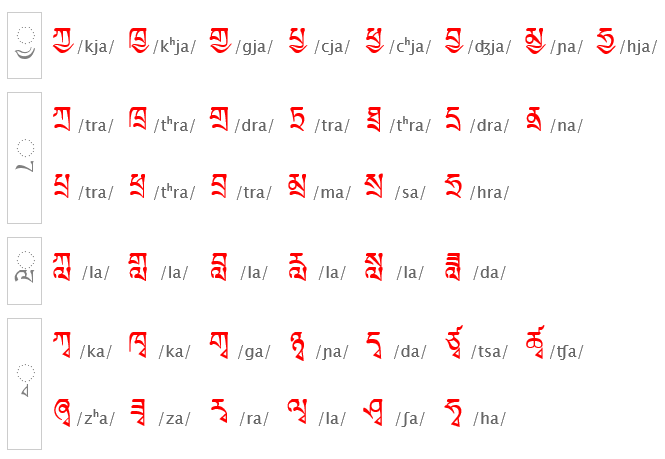 ◌ྱ ཀྱ /kja/ ཁྱ /kʰja/ གྱ /gja/ པྱ /cja/ ཕྱ /cʰja/ བྱ /ʤja/ མྱ /ɲa/ ཧྱ /hja/
◌ྲ ཀྲ /tra/ ཁྲ /tʰra/ གྲ /dra/ ཏྲ /tra/ ཐྲ /tʰra/ དྲ /dra/ ནྲ /na/
པྲ /tra/ ཕྲ /tʰra/ བྲ /tra/ མྲ /ma/ སྲ /sa/ ཧྲ /hra/
◌ླ ཀླ /la/ གླ /la/ བླ /la/ རླ /la/ སླ /la/ ཟླ /da/
◌ྭ ཀྭ /ka/ ཁྭ /ka/ གྭ /ga/ ཉྭ /ɲa/ དྭ /da/ ཙྭ /tsa/ ཚྭ /ʧa/
ཞྭ /zʰa/ ཟྭ /za/ རྭ /ra/ ལྭ /la/ ཤྭ /ʃa/ ཧྭ /ha/